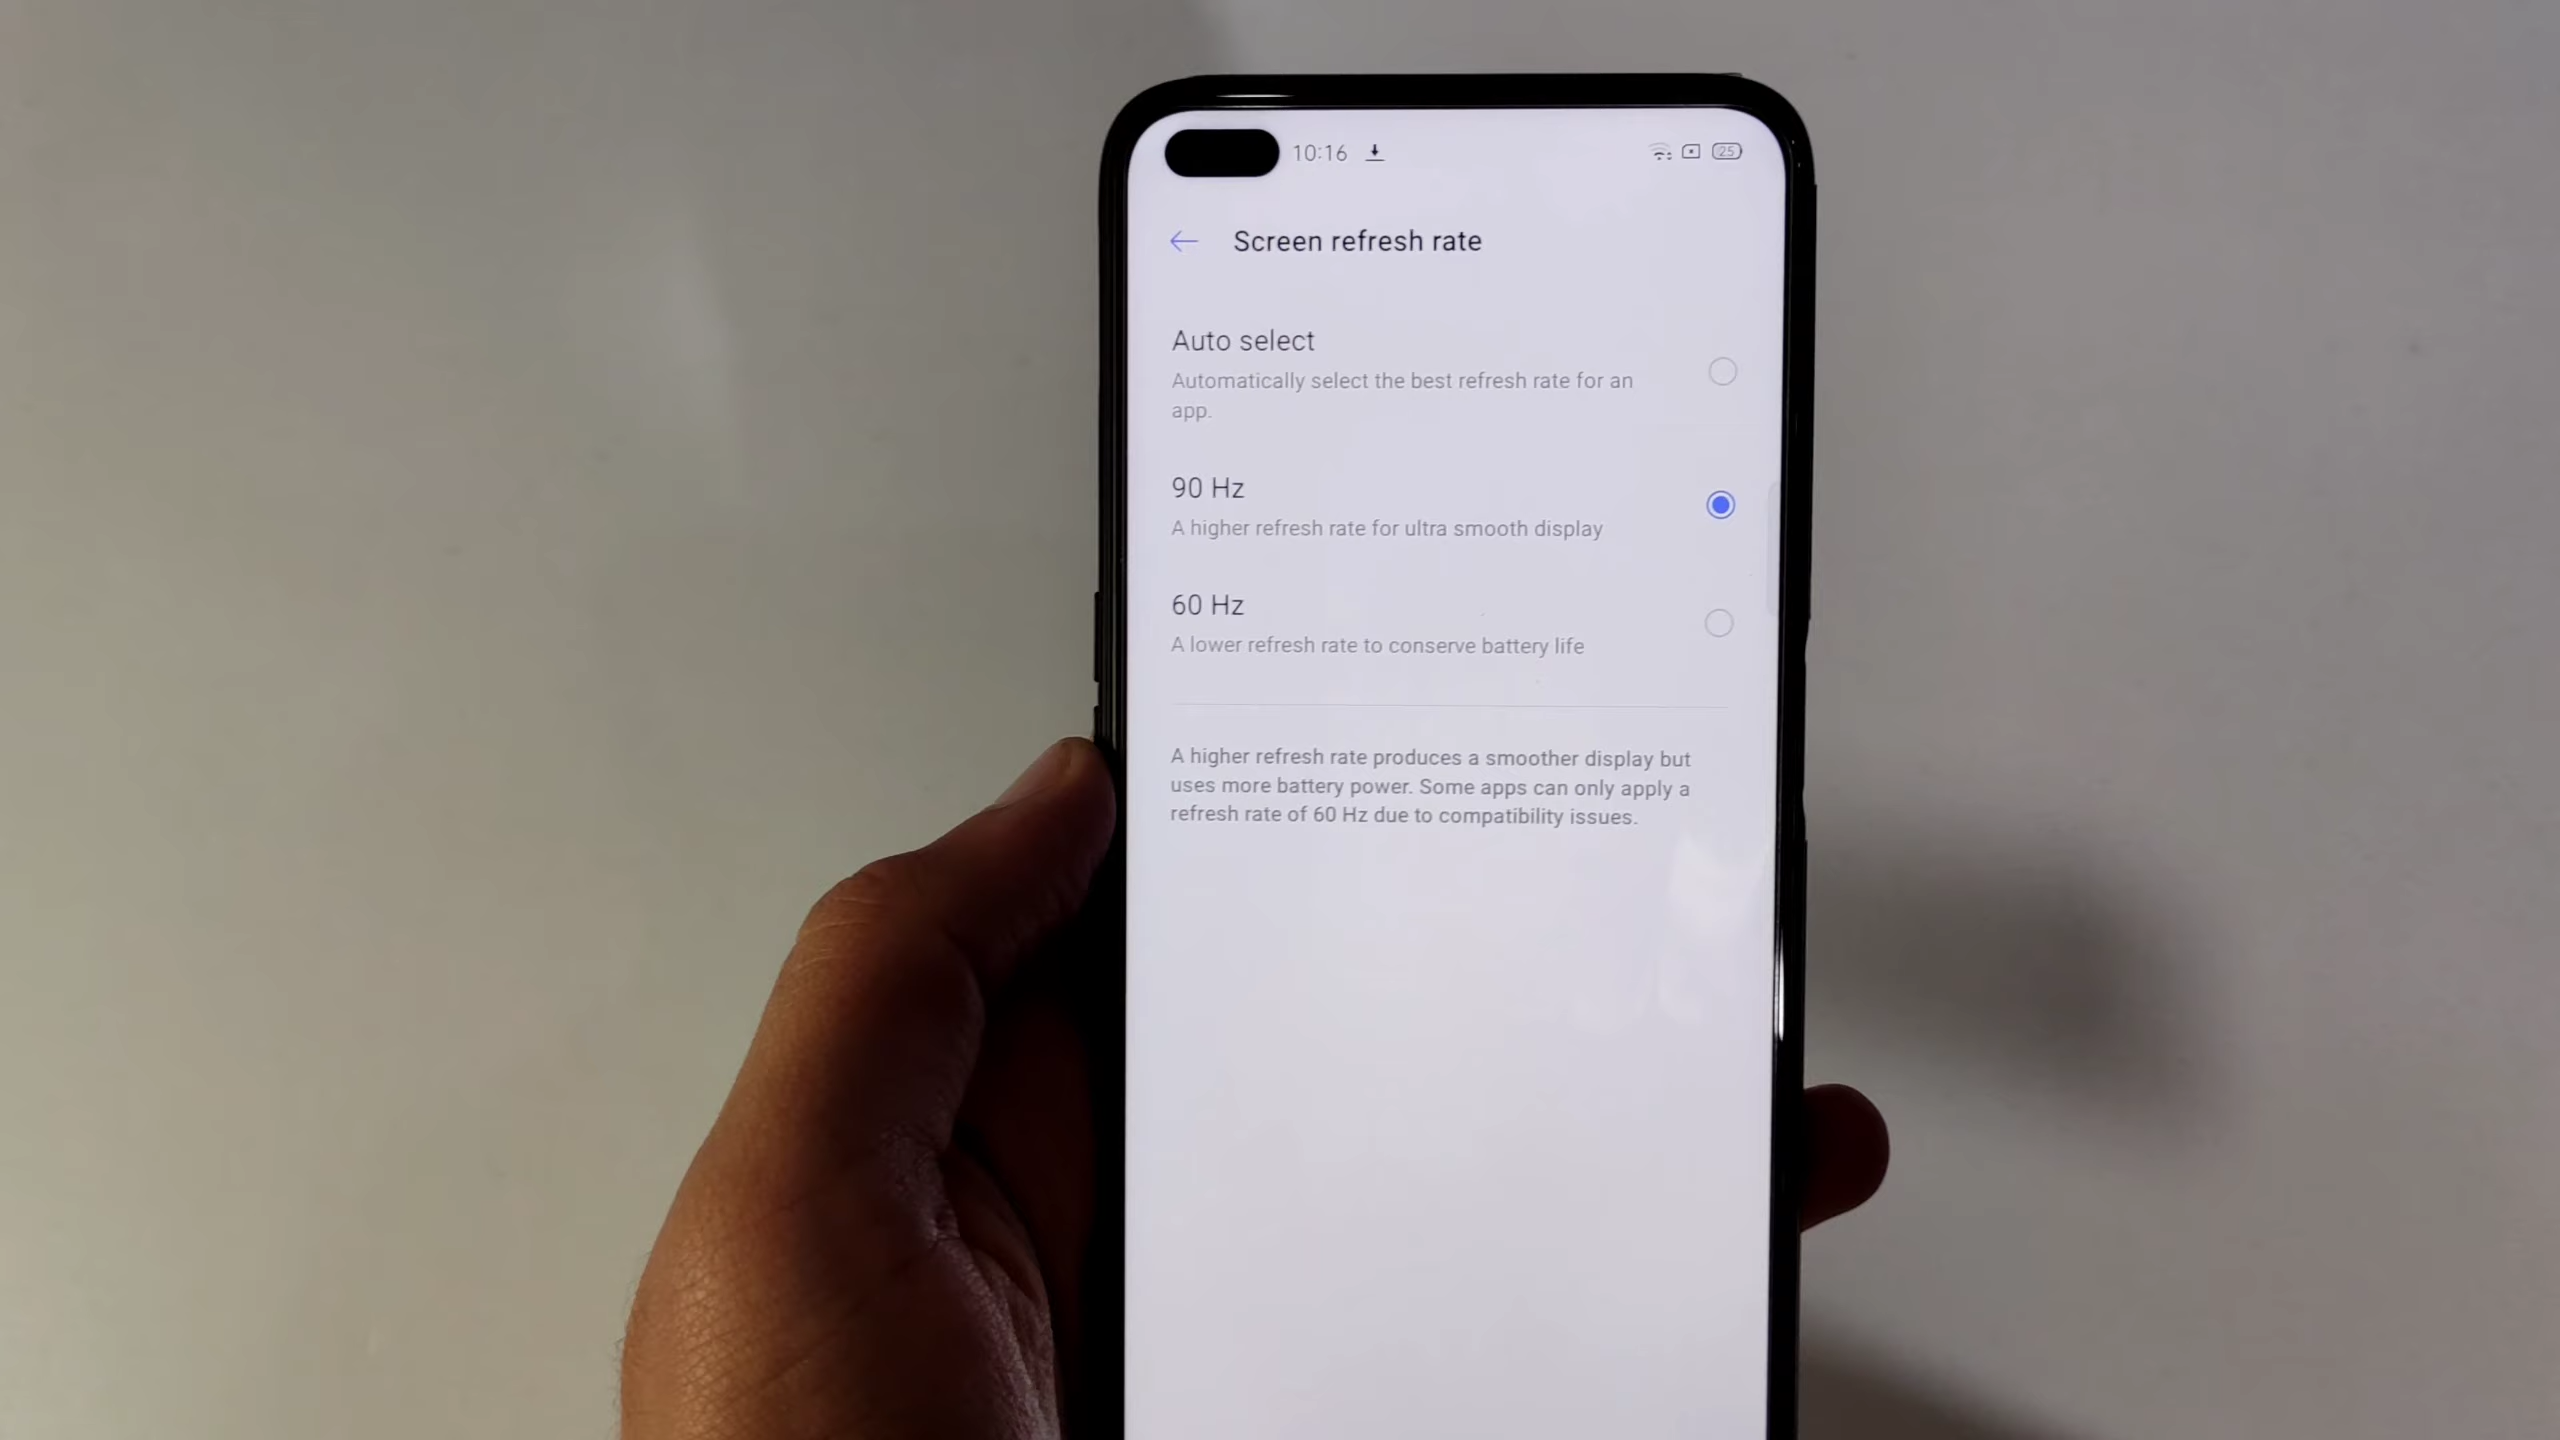 10:16
25
Screen refresh rate
Auto select
Automatically select the best refresh rate for an
app.
90 Hz
A higher refresh rate for ultra smooth display
60 Hz
A lower refresh rate to conserve battery life
A higher refresh rate produces a smoother display but
uses more battery power. Some apps can only apply a
refresh rate of 60 Hz due to compatibility issues.